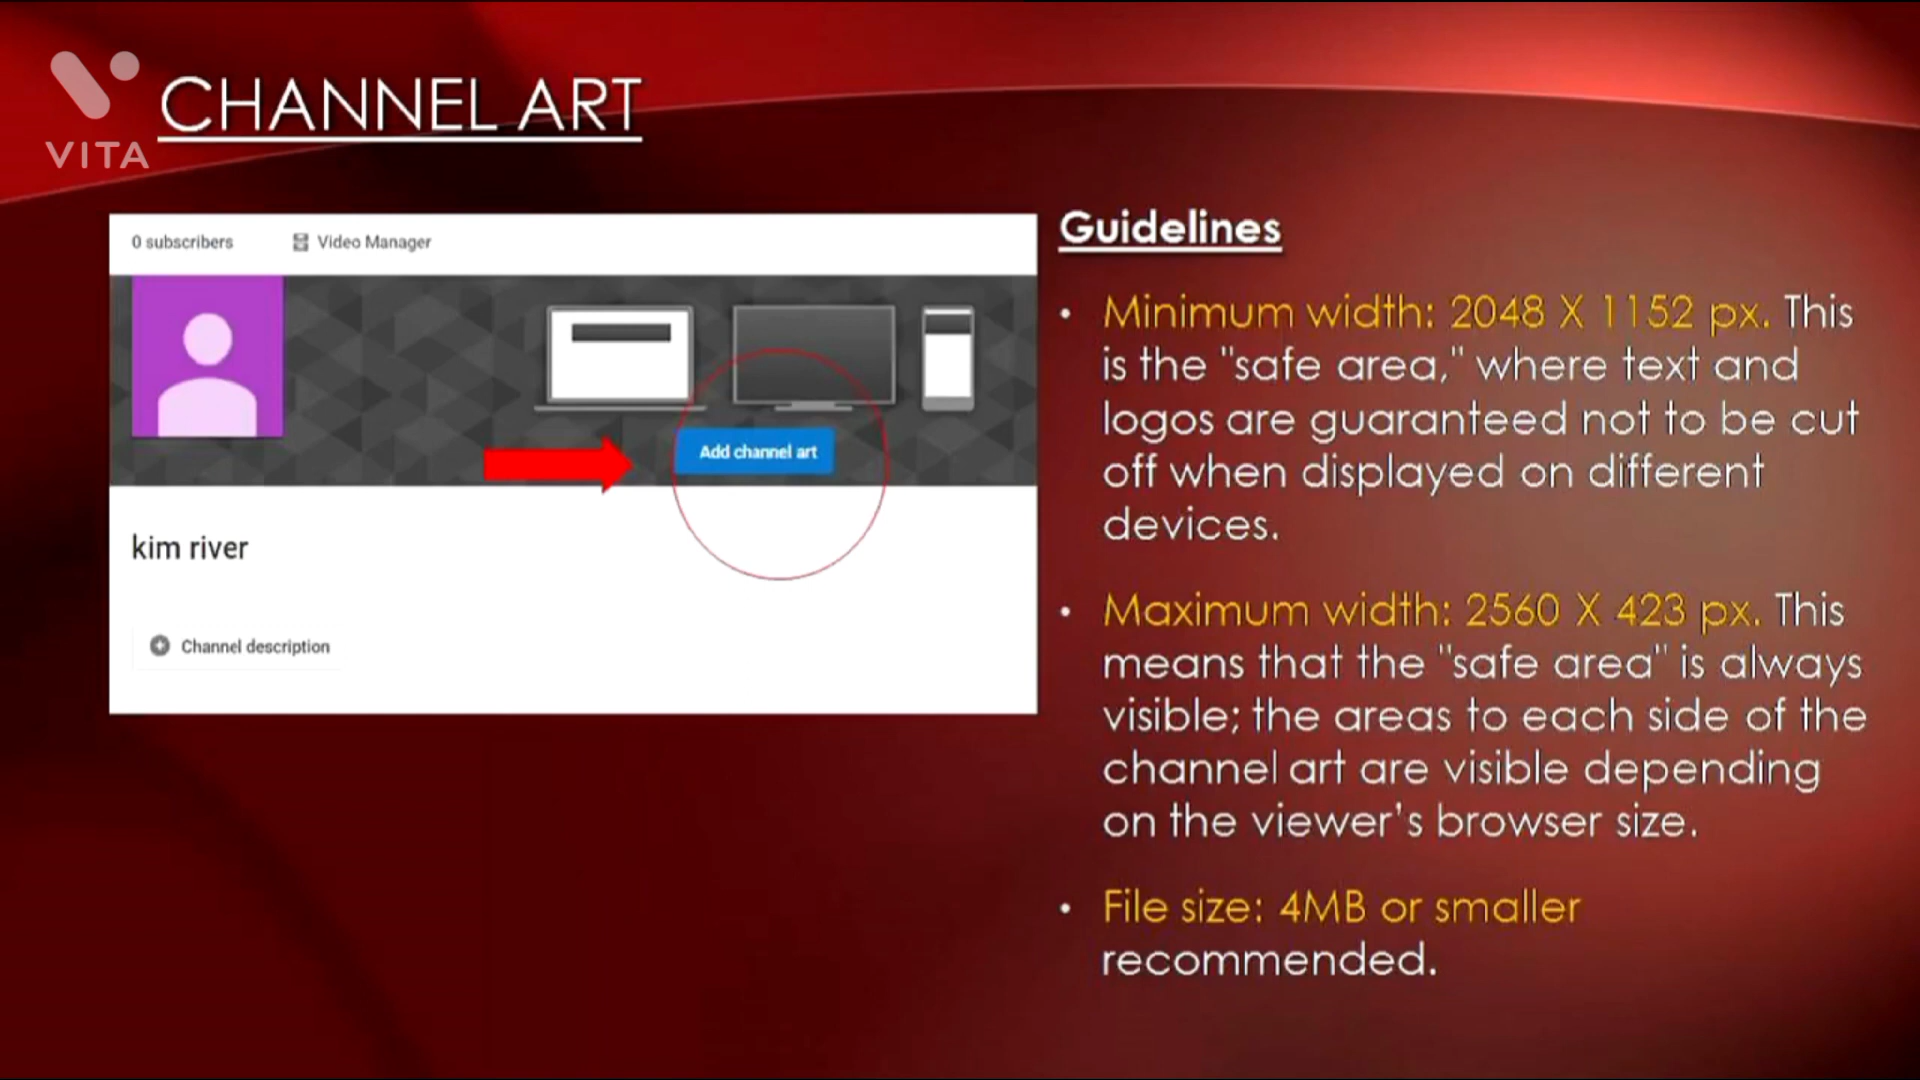 VITA
CHANNEL ART
0 subscribers
Video Manager
Add channel art
kim river
Channel description
Guidelines
• Minimum width: 2048 X 1152 px. This
is the "safe area," where text and
logos are guaranteed not to be cut
off when displayed on different
devices.
• Maximum width: 2560 X 423 px. This
means that the "safe area" is always
visible; the areas to each side of the
channel art are visible depending
on the viewer's browser size.
• File size: 4MB or smaller
recommended.